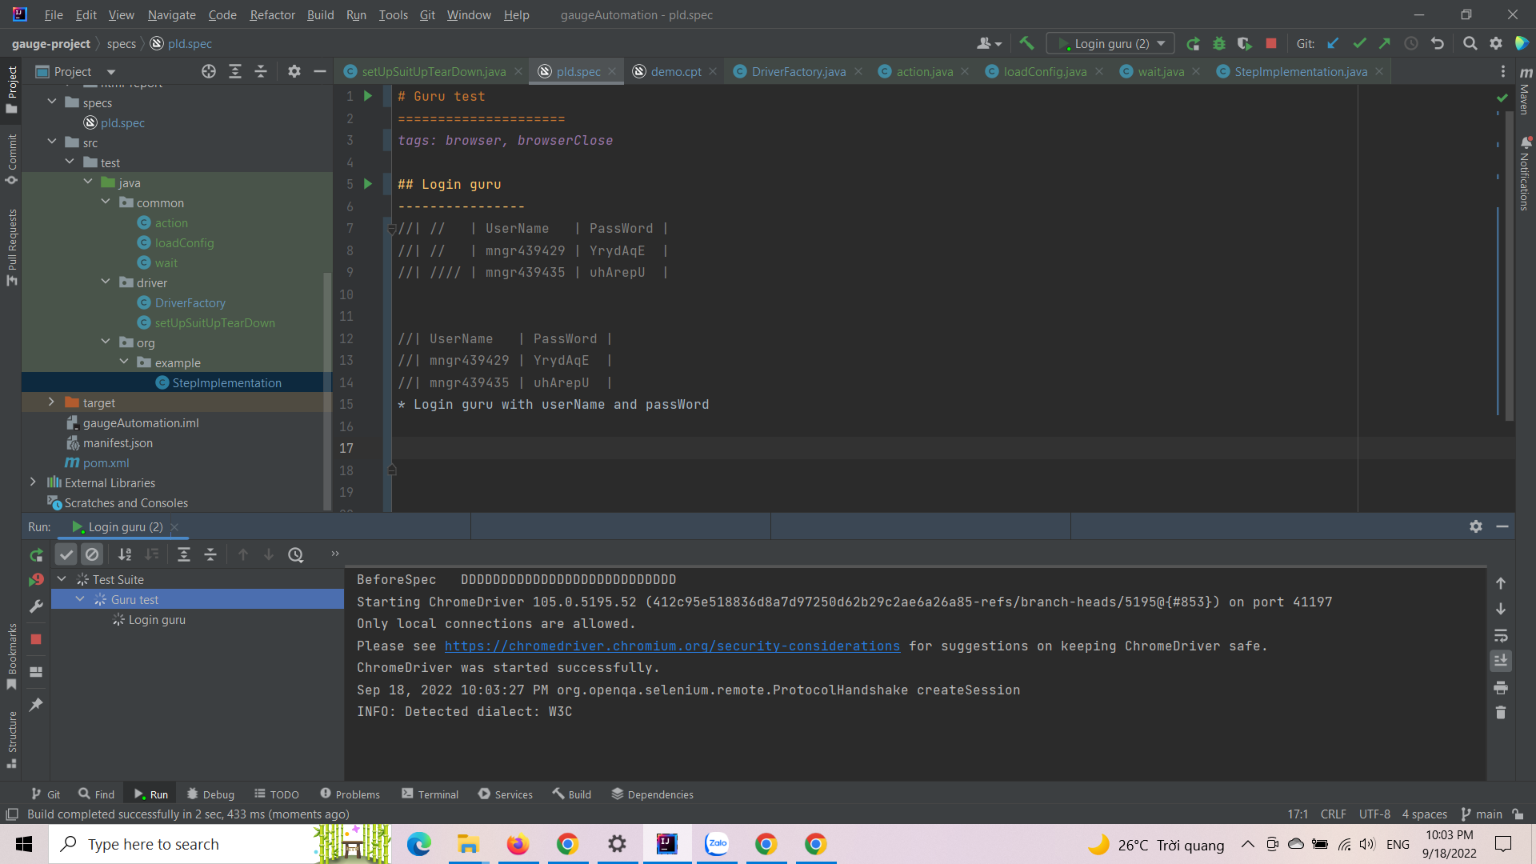 File Edit View Navigate Code Refactor Build Run Tools Git Window Help gaugeAutomation - pld.spec
gauge-project specs pld.spec Login guru (2) Git:
Project
setUpSuitUpTearDown.java pld.spec demo.cpt DriverFactory.java action.java loadConfig.java wait.java StepImplementation.java
specs
pld.spec
src
test
java
common
action
loadConfig
wait
driver
DriverFactory
setUpSuitUpTearDown
org
example
StepImplementation
target
gaugeAutomation.iml
manifest.json
pom.xml
External Libraries
Scratches and Consoles
1 # Guru test
2 =====================
3 tags: browser, browserClose
4
5 ## Login guru
6 ----------------
7 //| // | UserName | PassWord |
8 //| // | mngr439429 | YrydAqE |
9 //| //// | mngr439435 | uhArepU |
10
11
12 //| UserName | PassWord |
13 //| mngr439429 | YrydAqE |
14 //| mngr439435 | uhArepU |
15 * Login guru with userName and passWord
16
17
18
19
Project
Commit
Pull Requests
Bookmarks
Structure
Maven
Notifications
Run: Login guru (2)
Test Suite
Guru test
Login guru
BeforeSpec DDDDDDDDDDDDDDDDDDDDDDDDDDD
Starting ChromeDriver 105.0.5195.52 (412c95e518836d8a7d97250d62b29c2ae6a26a85-refs/branch-heads/5195@{#853}) on port 41197
Only local connections are allowed.
Please see https://chromedriver.chromium.org/security-considerations for suggestions on keeping ChromeDriver safe.
ChromeDriver was started successfully.
Sep 18, 2022 10:03:27 PM org.openqa.selenium.remote.ProtocolHandshake createSession
INFO: Detected dialect: W3C
Git Find Run Debug TODO Problems Terminal Services Build Dependencies
Build completed successfully in 2 sec, 433 ms (moments ago) 17:1 CRLF UTF-8 4 spaces main
Type here to search
Zalo
26°C Trời quang ENG
10:03 PM
9/18/2022